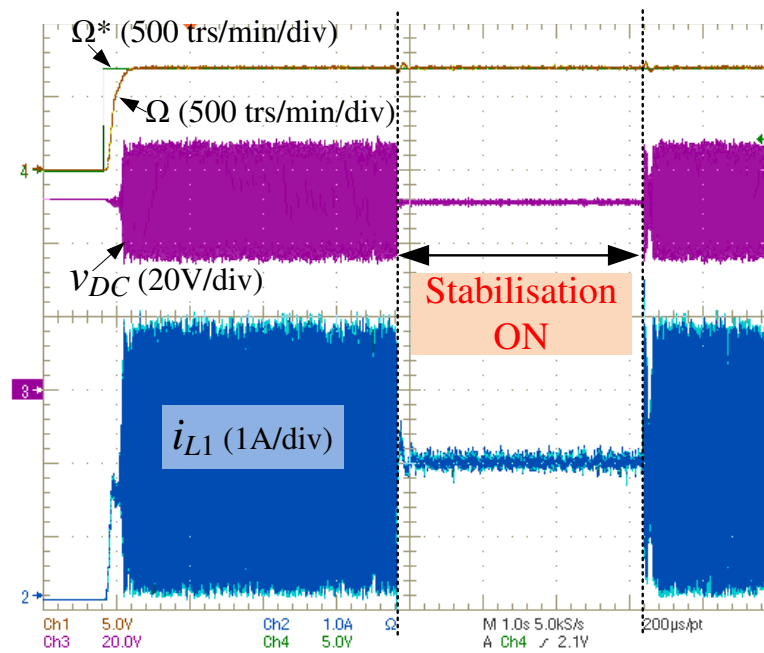 Ω* (500 trs/min/div)
Ω (500 trs/min/div)
4
v_DC (20V/div)
Stabilisation
ON
3
i_L1 (1A/div)
2
Ch1 5.0V Ch2 1.0A Ω M 1.0s 5.0kS/s 200µs/pt
Ch3 20.0V Ch4 5.0V A Ch4 ∕ 2.1V